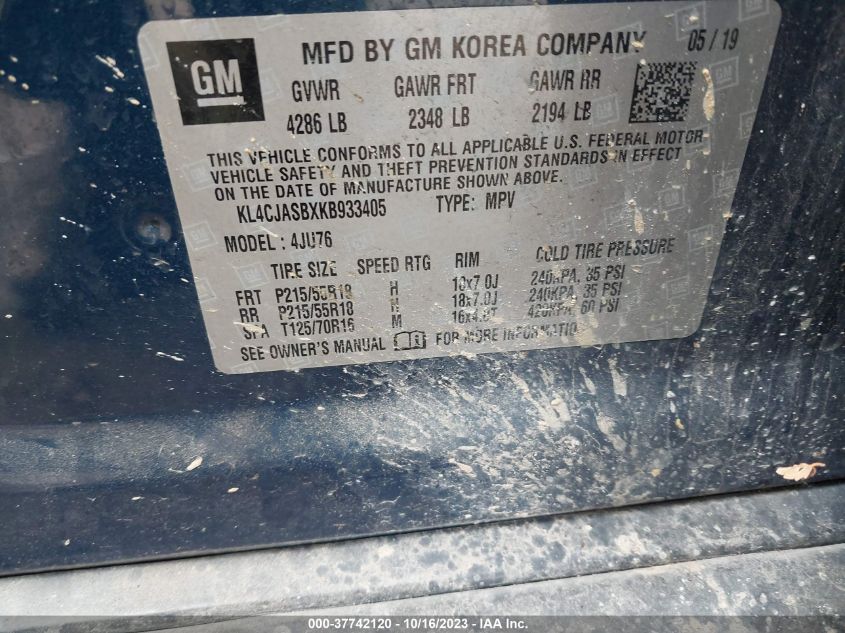 GM
MFD BY GM KOREA COMPANY 05/19
GVWR GAWR FRT GAWR RR
4286 LB 2348 LB 2194 LB
THIS VEHICLE CONFORMS TO ALL APPLICABLE U.S. FEDERAL MOTOR
VEHICLE SAFETY AND THEFT PREVENTION STANDARDS IN EFFECT
ON THE DATE OF MANUFACTURE SHOWN ABOVE.
KL4CJASBXKB933405 TYPE: MPV
MODEL: 4JU76
TIRE SIZE SPEED RTG RIM COLD TIRE PRESSURE
FRT P215/55R18 H 18x7.0J 240KPA, 35 PSI
RR P215/55R18 H 18x7.0J 240KPA, 35 PSI
SPA T125/70R16 M 16x4.0T 420KPA, 60 PSI
SEE OWNER'S MANUAL FOR MORE INFORMATIO
000-37742120 - 10/16/2023 - IAA Inc.